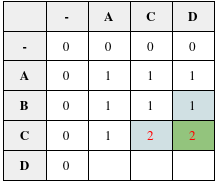 - A C D
- 0 0 0 0
A 0 1 1 1
B 0 1 1 1
C 0 1 2 2
D 0